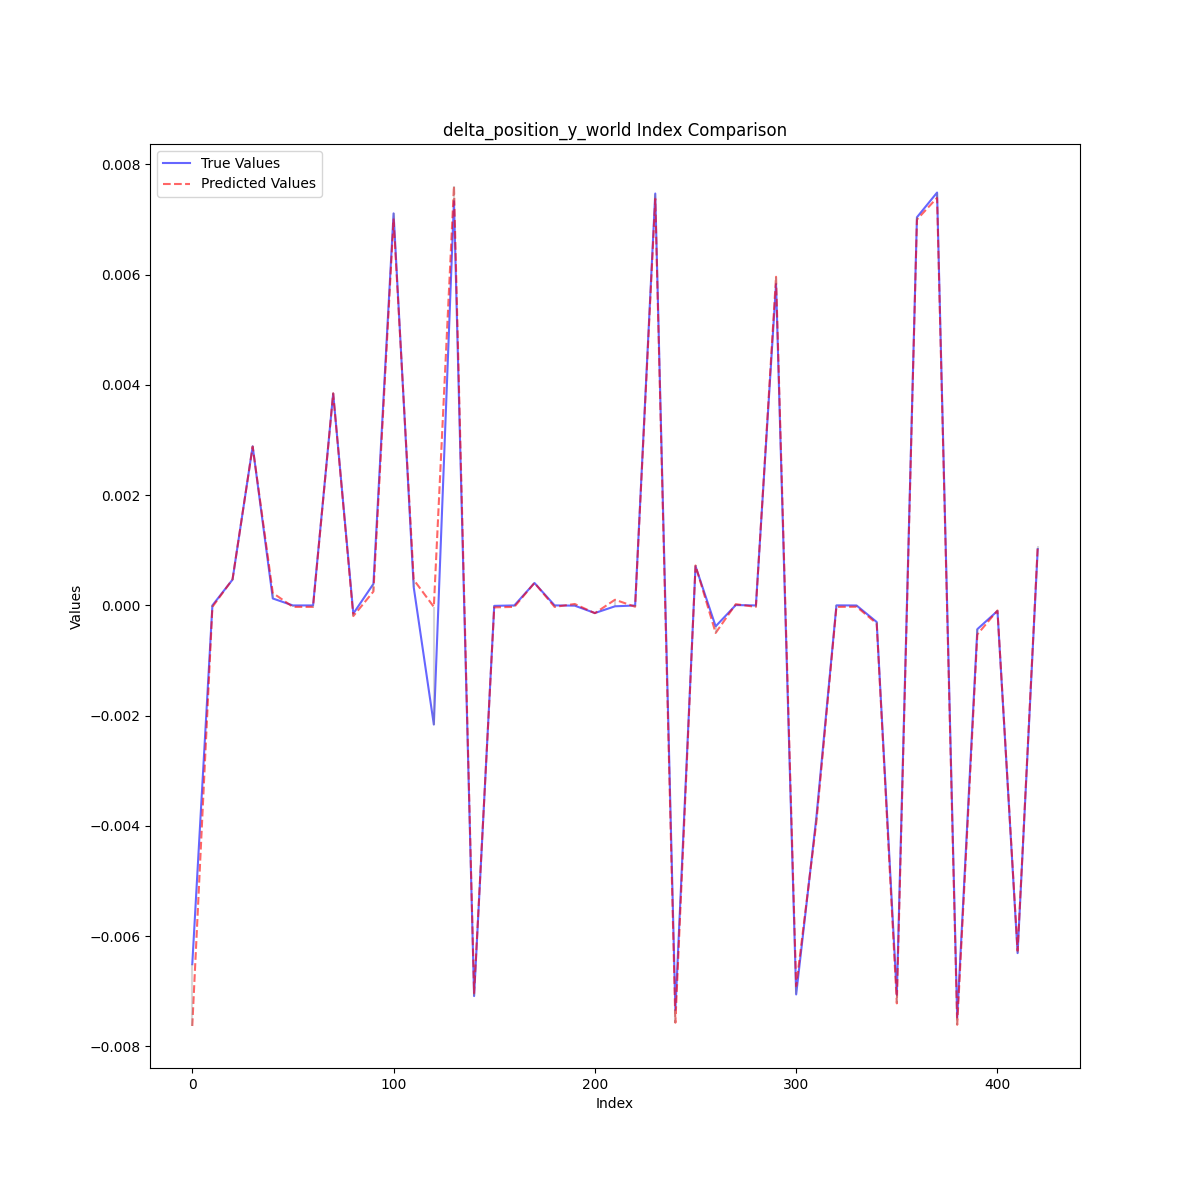 delta_position_y_world Index Comparison
True Values
Predicted Values
0.008
0.006
0.004
0.002
0.000
−0.002
−0.004
−0.006
−0.008
Values
0
100
200
300
400
Index